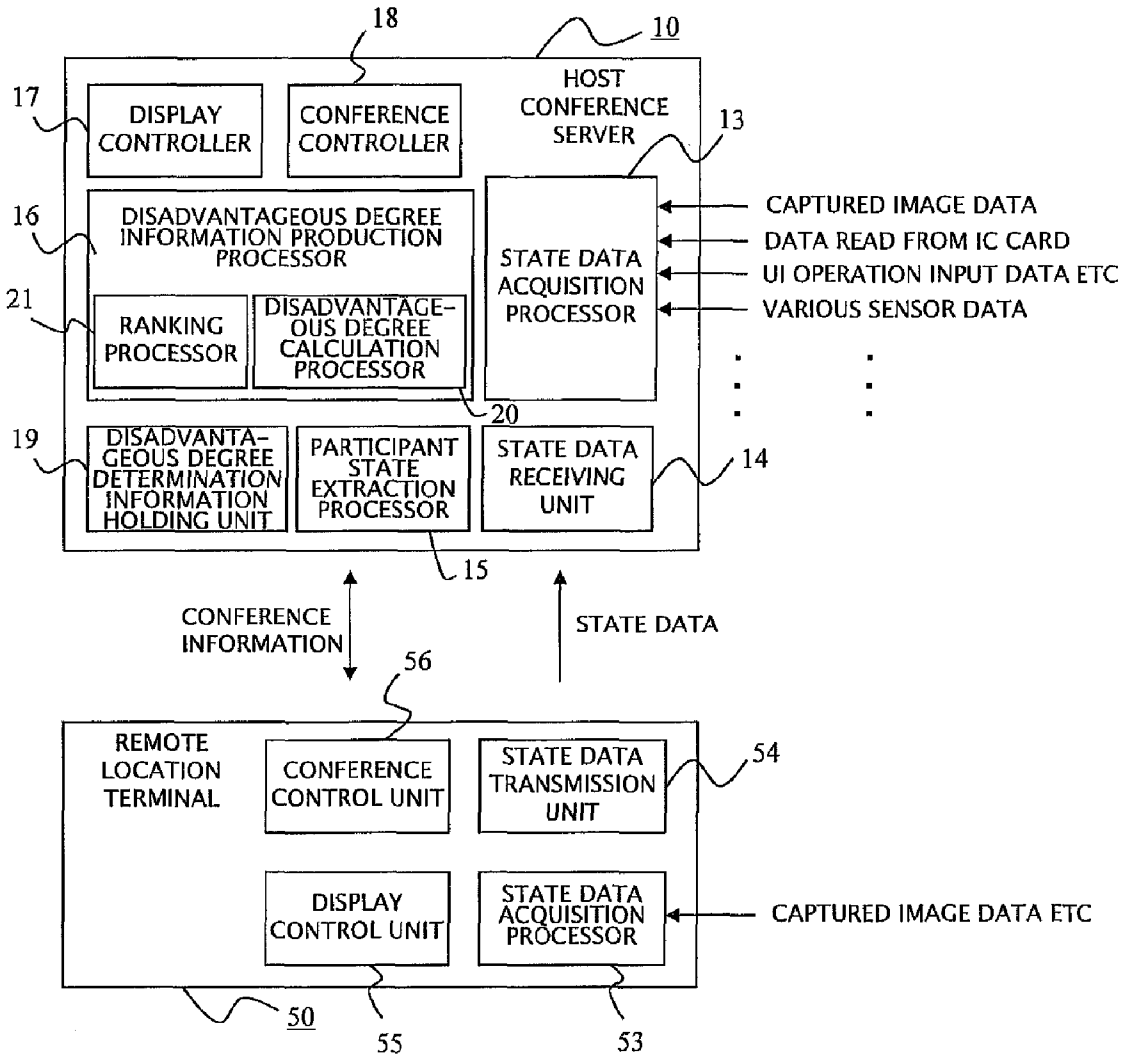 18
10
17
DISPLAY
CONTROLLER
CONFERENCE
CONTROLLER
HOST
CONFERENCE
SERVER
13
16
DISADVANTAGEOUS DEGREE
INFORMATION PRODUCTION
PROCESSOR
STATE DATA
ACQUISITION
PROCESSOR
CAPTURED IMAGE DATA
DATA READ FROM IC CARD
UI OPERATION INPUT DATA ETC
VARIOUS SENSOR DATA
21
RANKING
PROCESSOR
DISADVANTAGE-
OUS DEGREE
CALCULATION
PROCESSOR
20
19
DISADVANTA-
GEOUS DEGREE
DETERMINATION
INFORMATION
HOLDING UNIT
PARTICIPANT
STATE
EXTRACTION
PROCESSOR
STATE DATA
RECEIVING
UNIT
14
15
CONFERENCE
INFORMATION
STATE DATA
56
REMOTE
LOCATION
TERMINAL
CONFERENCE
CONTROL UNIT
STATE DATA
TRANSMISSION
UNIT
54
DISPLAY
CONTROL UNIT
STATE DATA
ACQUISITION
PROCESSOR
CAPTURED IMAGE DATA ETC
50
55
53